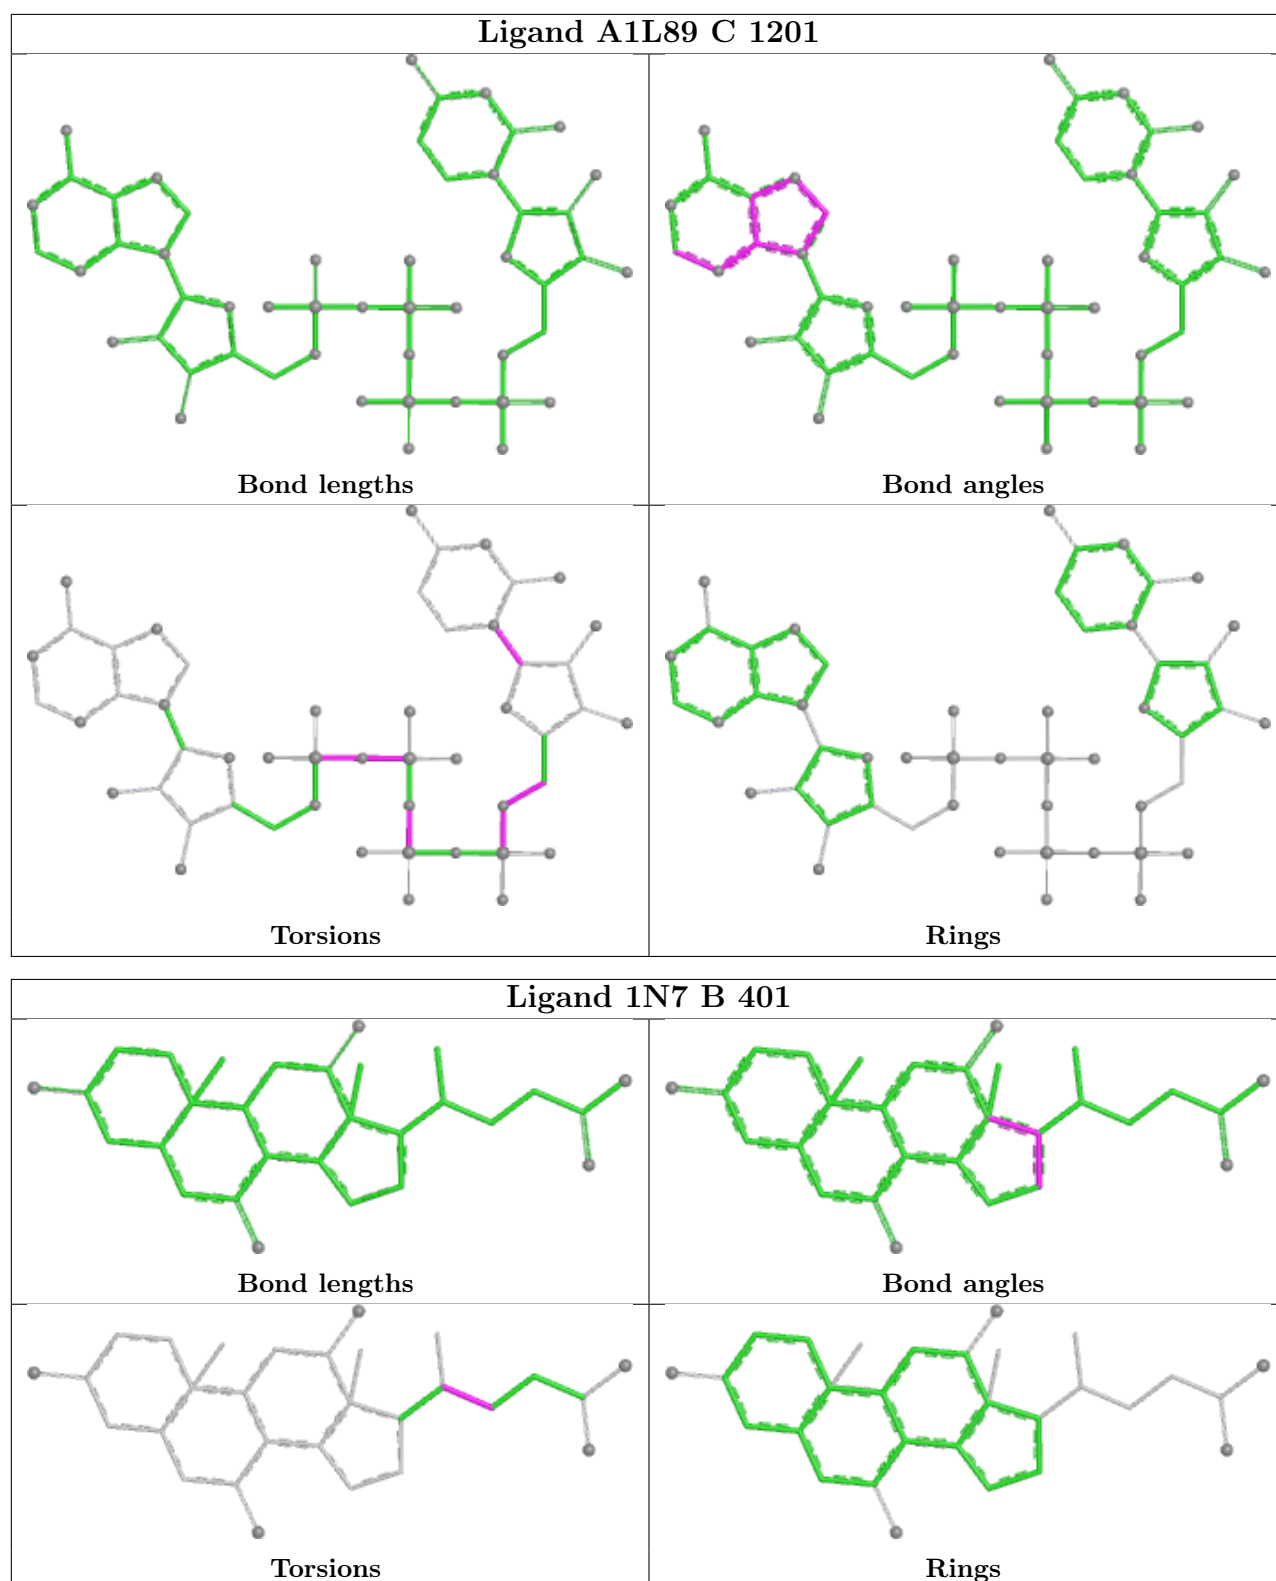 Ligand A1L89 C 1201
Bond lengths
Bond angles
Torsions
Rings
Ligand 1N7 B 401
Bond lengths
Bond angles
Torsions
Rings